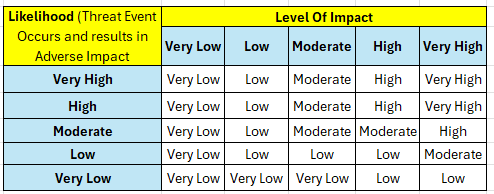 Likelihood (Threat Event Occurs and results in Adverse Impact Level Of Impact
Very Low Low Moderate High Very High
Very High Very Low Low Moderate High Very High
High Very Low Low Moderate High Very High
Moderate Very Low Low Moderate Moderate High
Low Very Low Low Low Low Moderate
Very Low Very Low Very Low Very Low Low Low